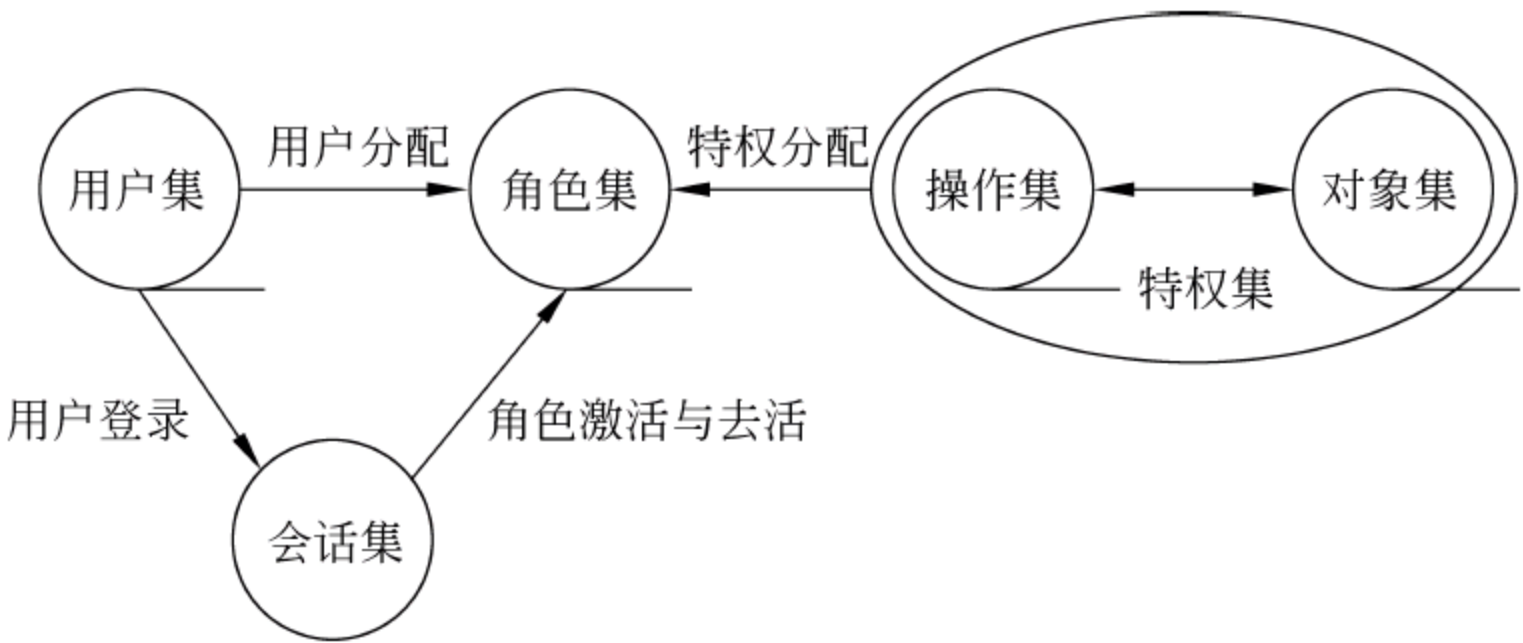 用户分配
特权分配
用户集
角色集
操作集
对象集
特权集
用户登录
角色激活与去活
会话集